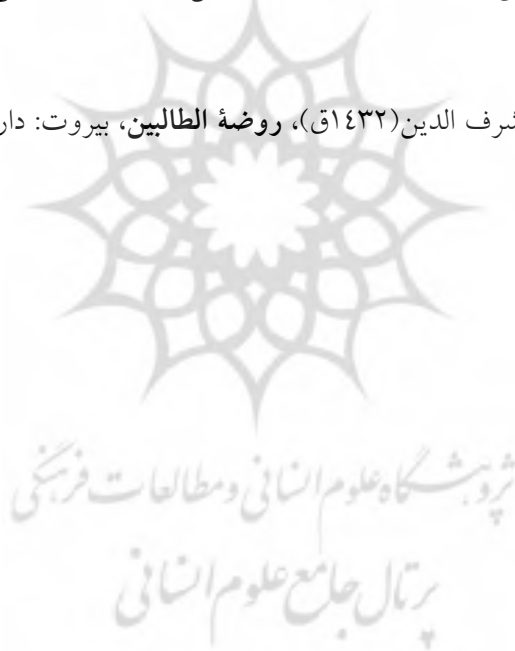 شرف الدين(١٤٣٢ق)، روضة الطالبين، بيروت: دار
پژوهشگاه علوم انسانی و مطالعات فرهنگی
پرتال جامع علوم انسانی